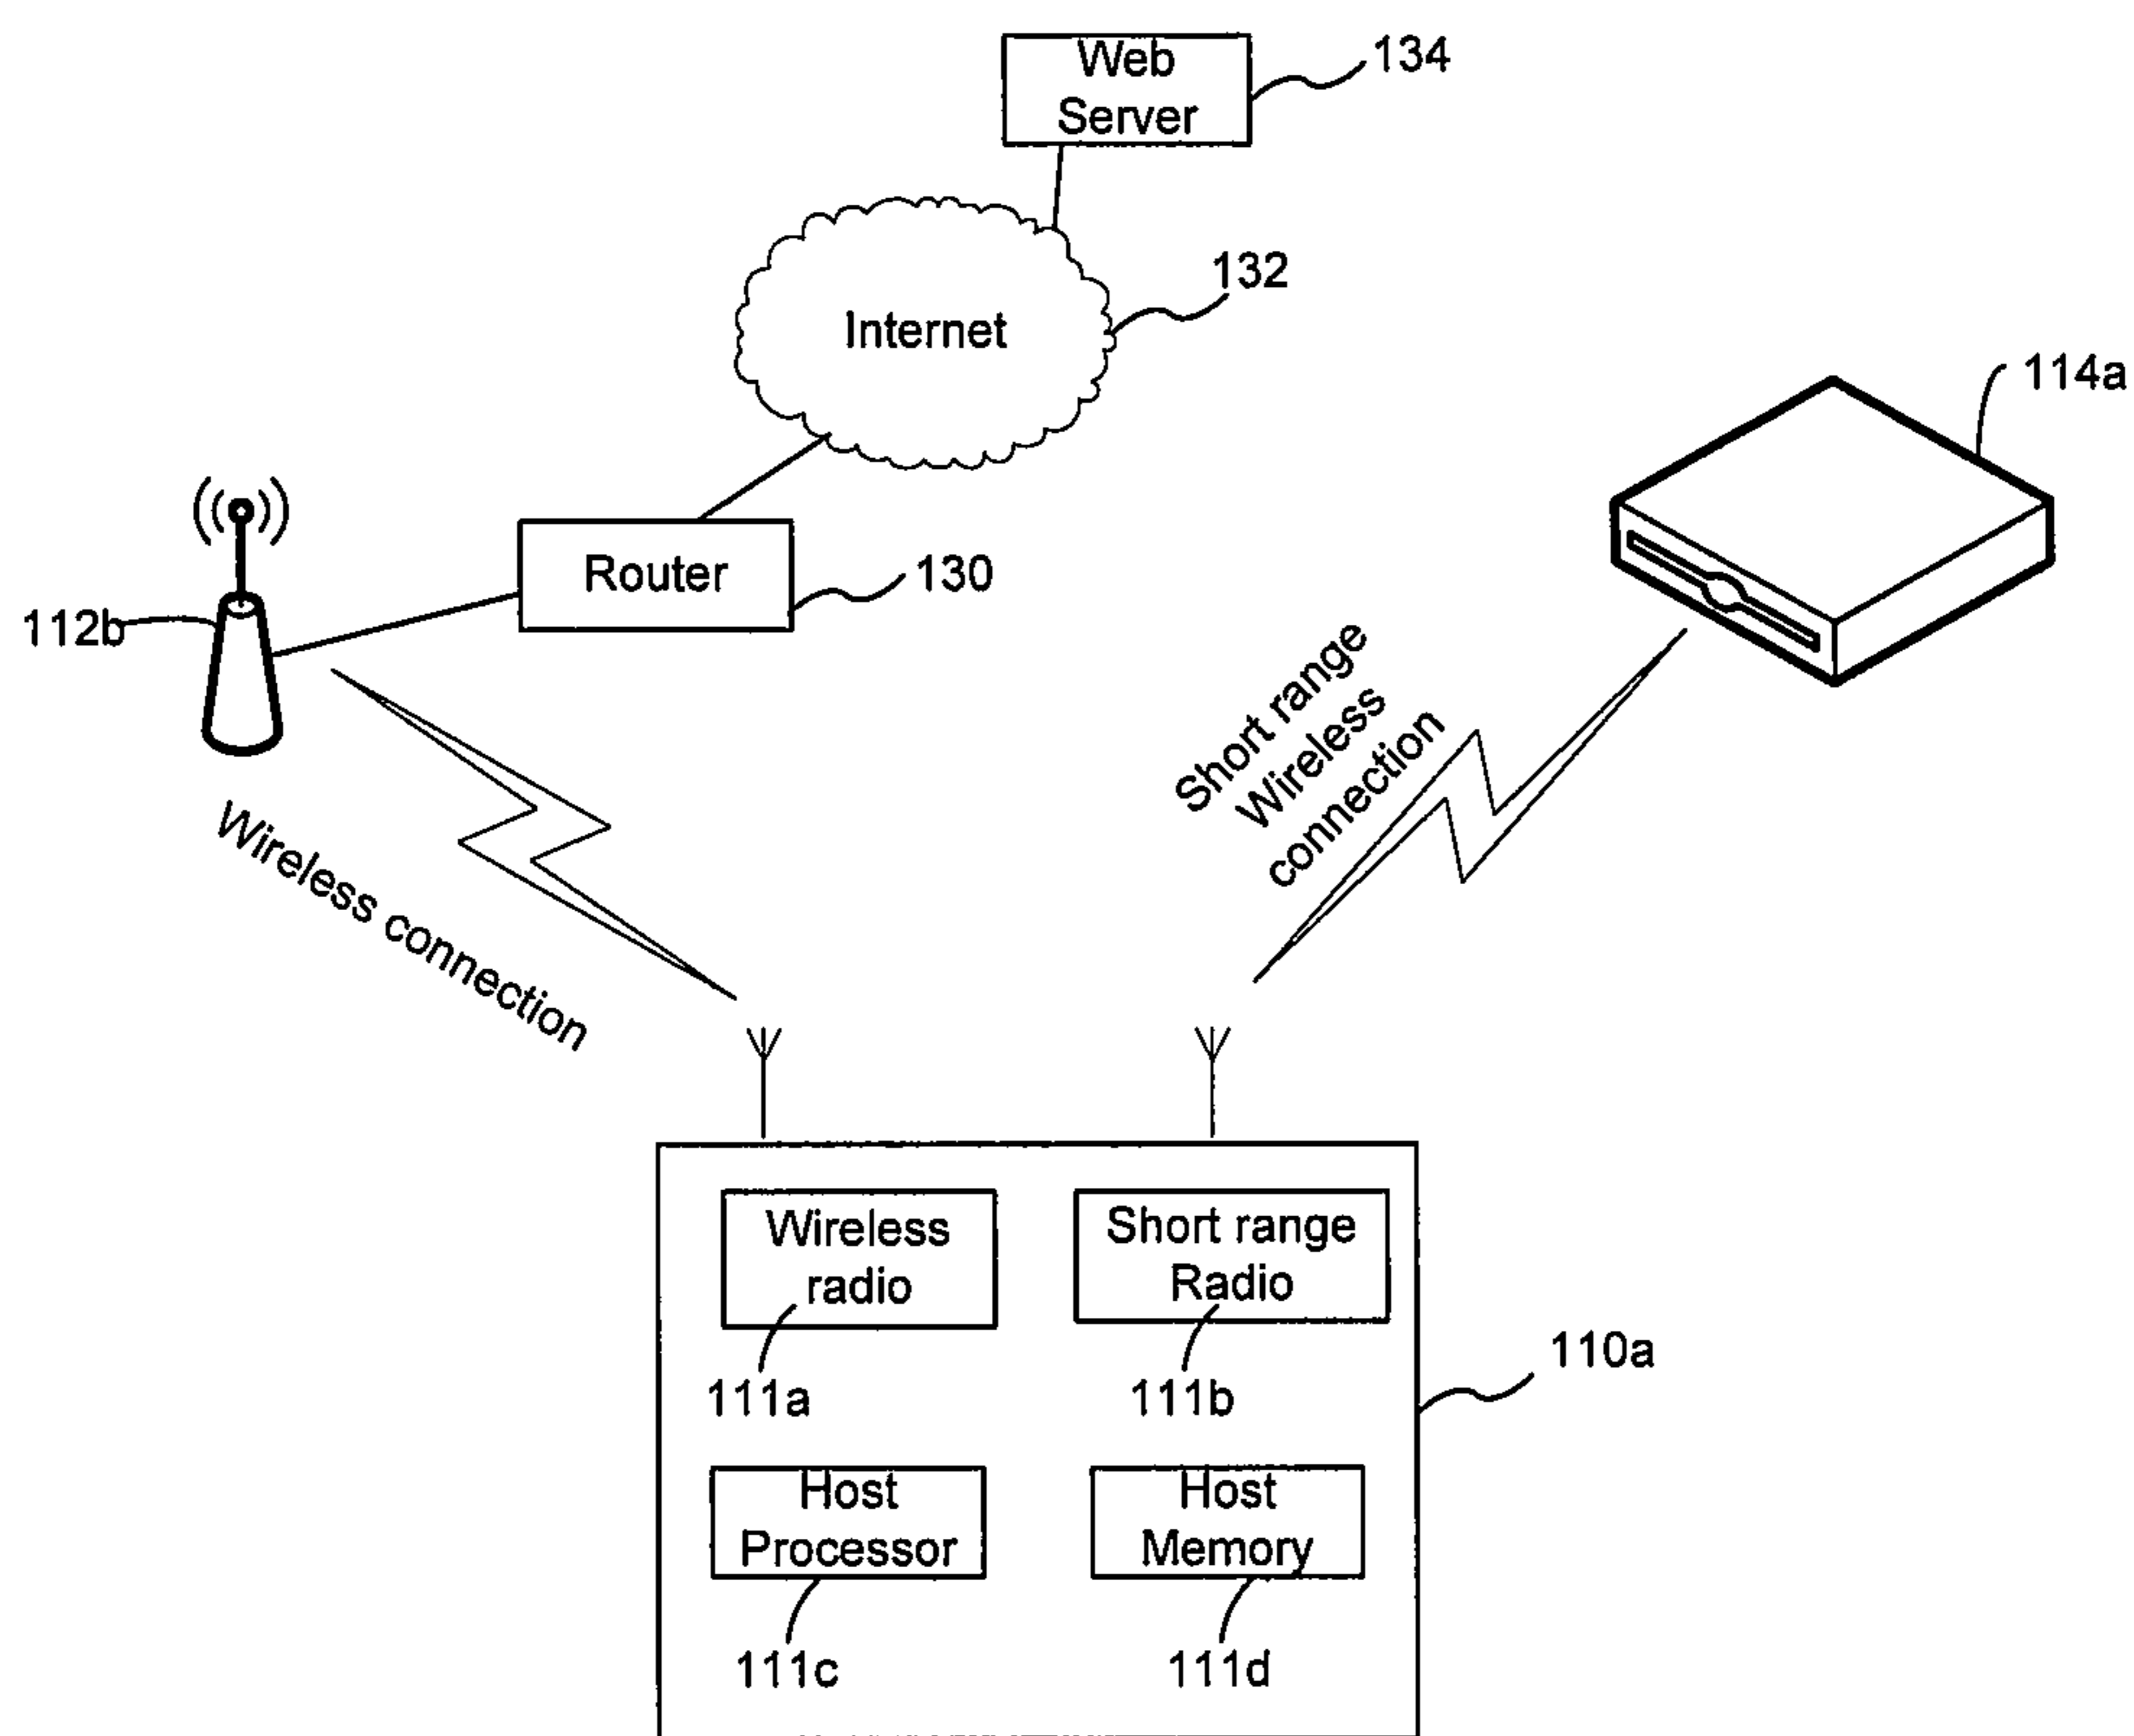 Web
Server
134
132
Internet
114a
Router
130
112b
Short range
Wireless
connection
Wireless connection
Wireless
radio
Short range
Radio
110a
111a
111b
Host
Processor
Host
Memory
111c
111d